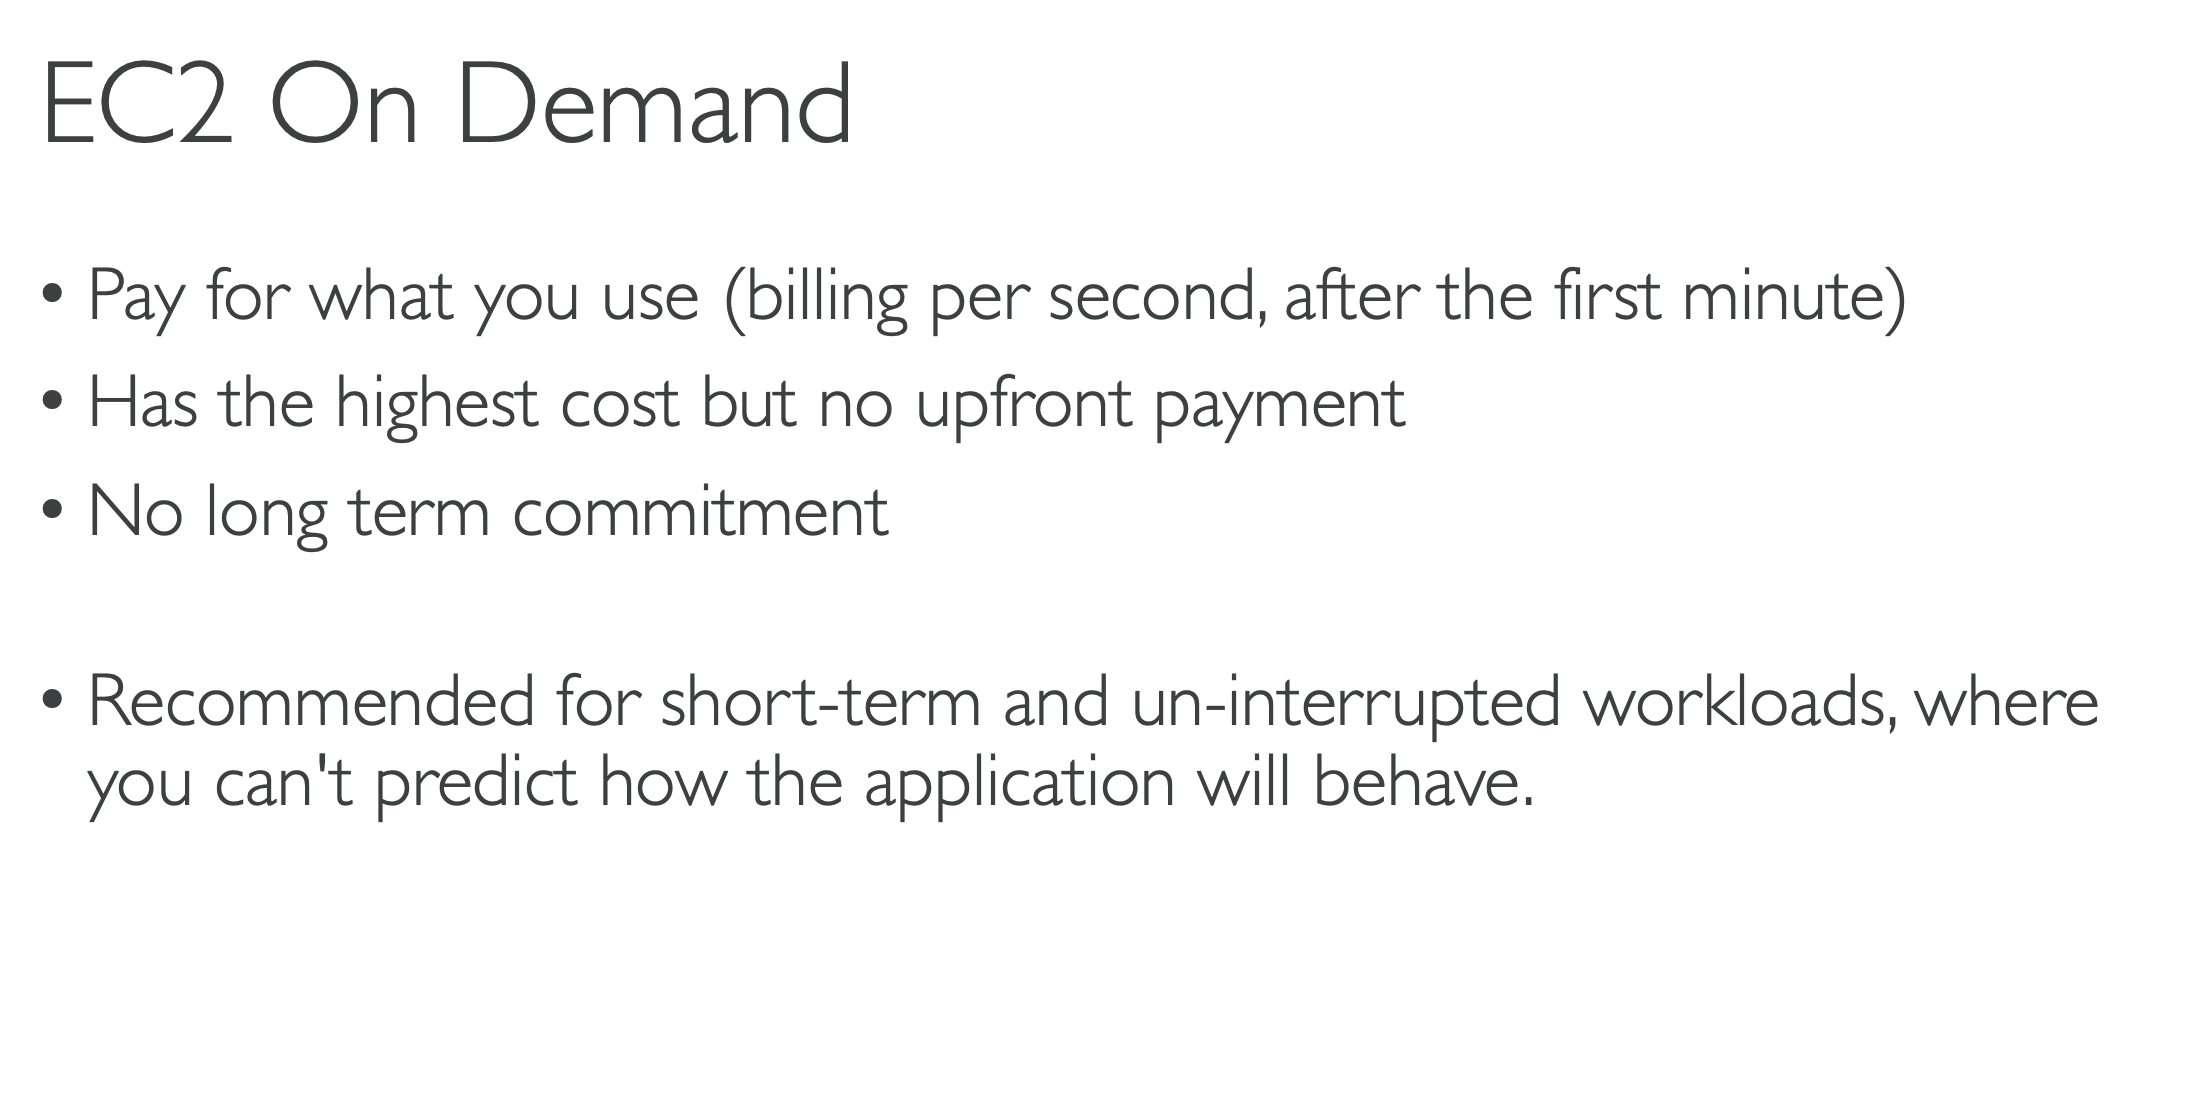 EC2 On Demand
• Pay for what you use (billing per second, after the first minute)
• Has the highest cost but no upfront payment
• No long term commitment
• Recommended for short-term and un-interrupted workloads, where
you can't predict how the application will behave.